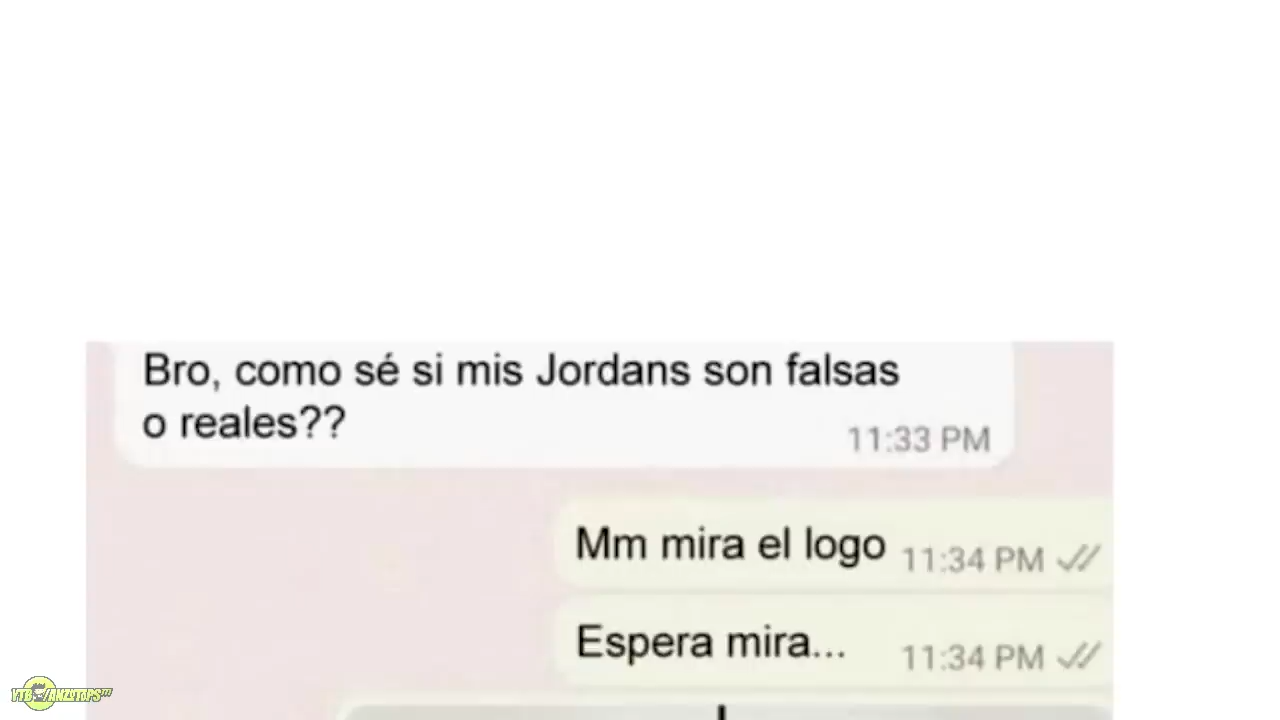 Bro, como sé si mis Jordans son falsas
o reales??
11:33 PM
Mm mira el logo 11:34 PM
Espera mira... 11:34 PM